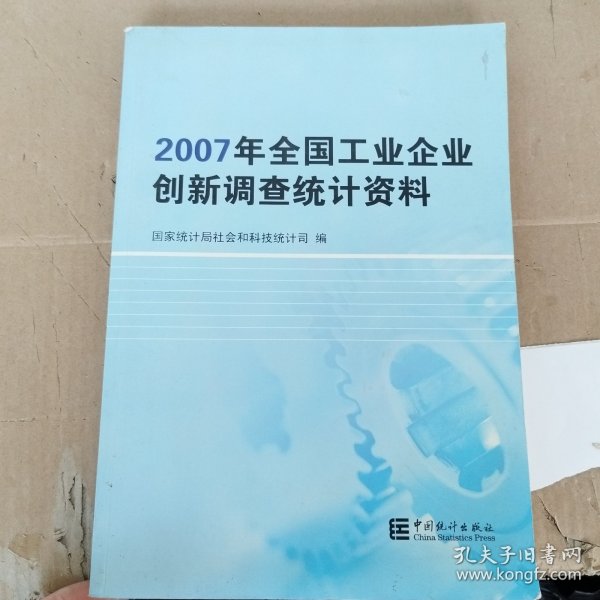 2007年全国工业企业
创新调查统计资料
国家统计局社会和科技统计司 编
中国统计出版社
China Statistics Press
孔夫子旧书网
www.kongfz.com